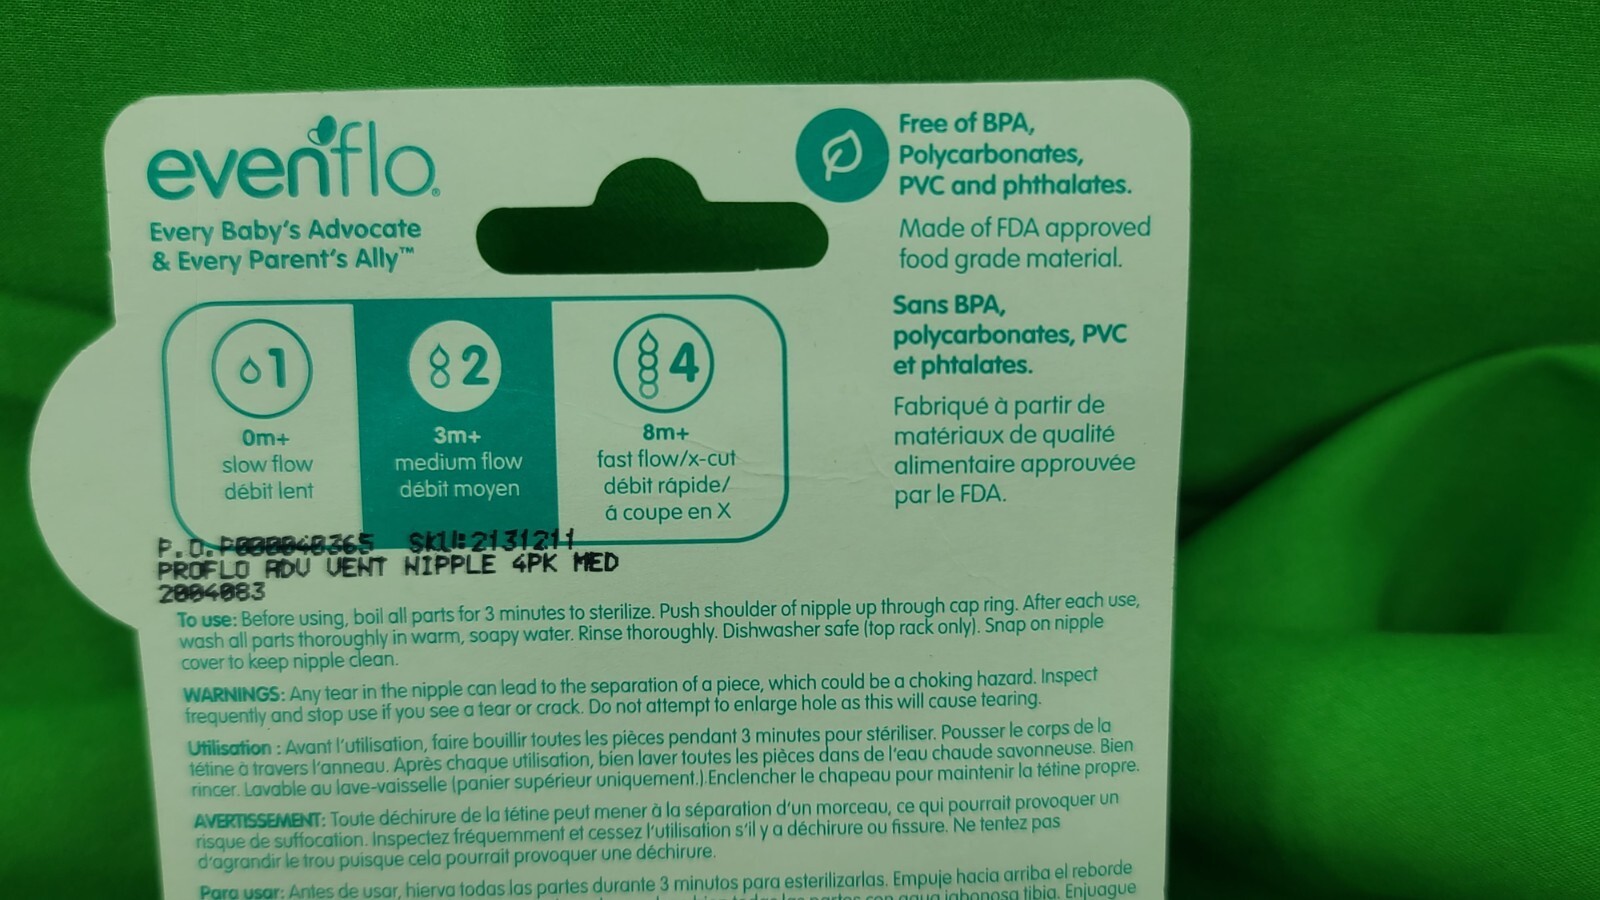 evenflo®
Every Baby's Advocate
& Every Parent's Ally™
Free of BPA,
Polycarbonates,
PVC and phthalates.
Made of FDA approved
food grade material.
Sans BPA,
polycarbonates, PVC
et phtalates.
Fabriqué à partir de
matériaux de qualité
alimentaire approuvée
par le FDA.
1
0m+
slow flow
débit lent
2
3m+
medium flow
débit moyen
4
8m+
fast flow/x-cut
débit rápide/
á coupe en X
P.O.P000040365 SKU:2131211
PROFLO ADV VENT NIPPLE 4PK MED
2004083
To use: Before using, boil all parts for 3 minutes to sterilize. Push shoulder of nipple up through cap ring. After each use,
wash all parts thoroughly in warm, soapy water. Rinse thoroughly. Dishwasher safe (top rack only). Snap on nipple
cover to keep nipple clean.
WARNINGS: Any tear in the nipple can lead to the separation of a piece, which could be a choking hazard. Inspect
frequently and stop use if you see a tear or crack. Do not attempt to enlarge hole as this will cause tearing.
Utilisation : Avant l'utilisation, faire bouillir toutes les pièces pendant 3 minutes pour stériliser. Pousser le corps de la
tétine à travers l'anneau. Après chaque utilisation, bien laver toutes les pièces dans de l'eau chaude savonneuse. Bien
rincer. Lavable au lave-vaisselle (panier supérieur uniquement.) Enclencher le chapeau pour maintenir la tétine propre.
AVERTISSEMENT: Toute déchirure de la tétine peut mener à la séparation d'un morceau, ce qui pourrait provoquer un
risque de suffocation. Inspectez fréquemment et cessez l'utilisation s'il y a déchirure ou fissure. Ne tentez pas
d'agrandir le trou puisque cela pourrait provoquer une déchirure.
Para usar: Antes de usar, hierva todas las partes durante 3 minutos para esterilizarlas. Empuje hacia arriba el reborde
todas las partes con agua jabonosa tibia. Enjuague